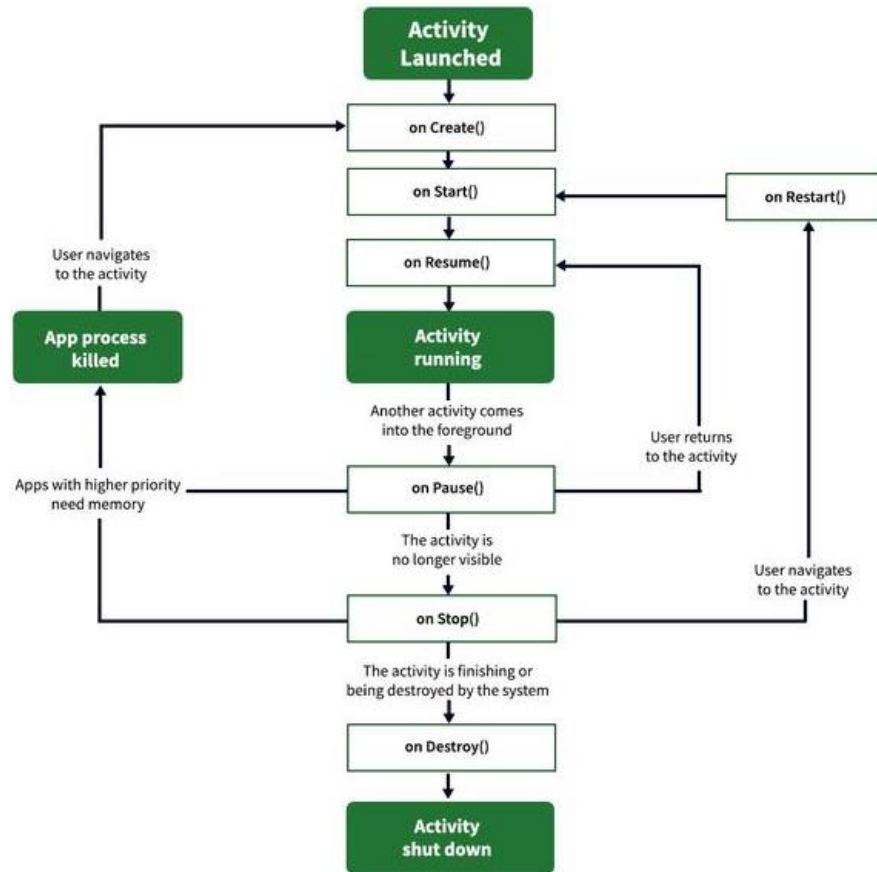 Activity
Launched
on Create()
on Start()
on Restart()
on Resume()
User navigates
to the activity
App process
killed
Activity
running
Another activity comes
into the foreground
User returns
to the activity
Apps with higher priority
need memory
on Pause()
The activity is
no longer visible
User navigates
to the activity
on Stop()
The activity is finishing or
being destroyed by the system
on Destroy()
Activity
shut down